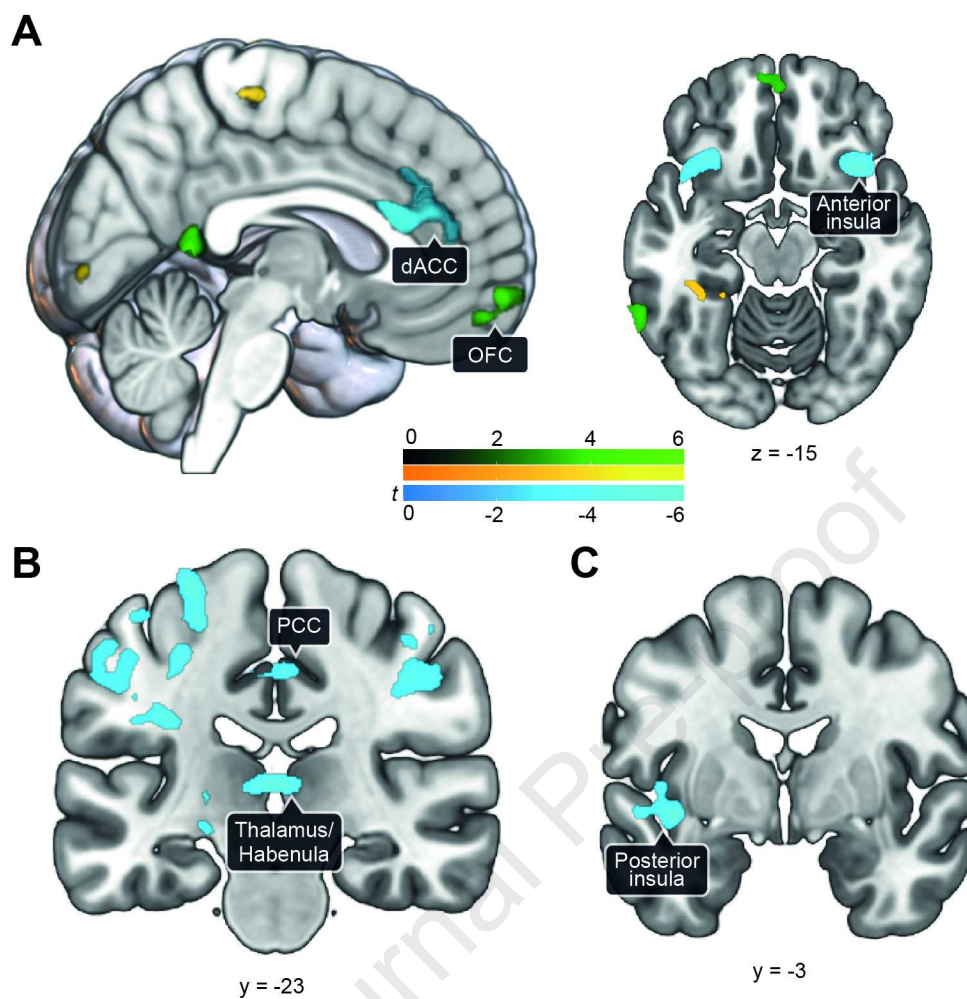 A
dACC
OFC
Anterior
insula
z = -15
0 2 4 6
t
0 -2 -4 -6
B
PCC
Thalamus/
Habenula
y = -23
C
Posterior
insula
y = -3
Journal Pre-proof